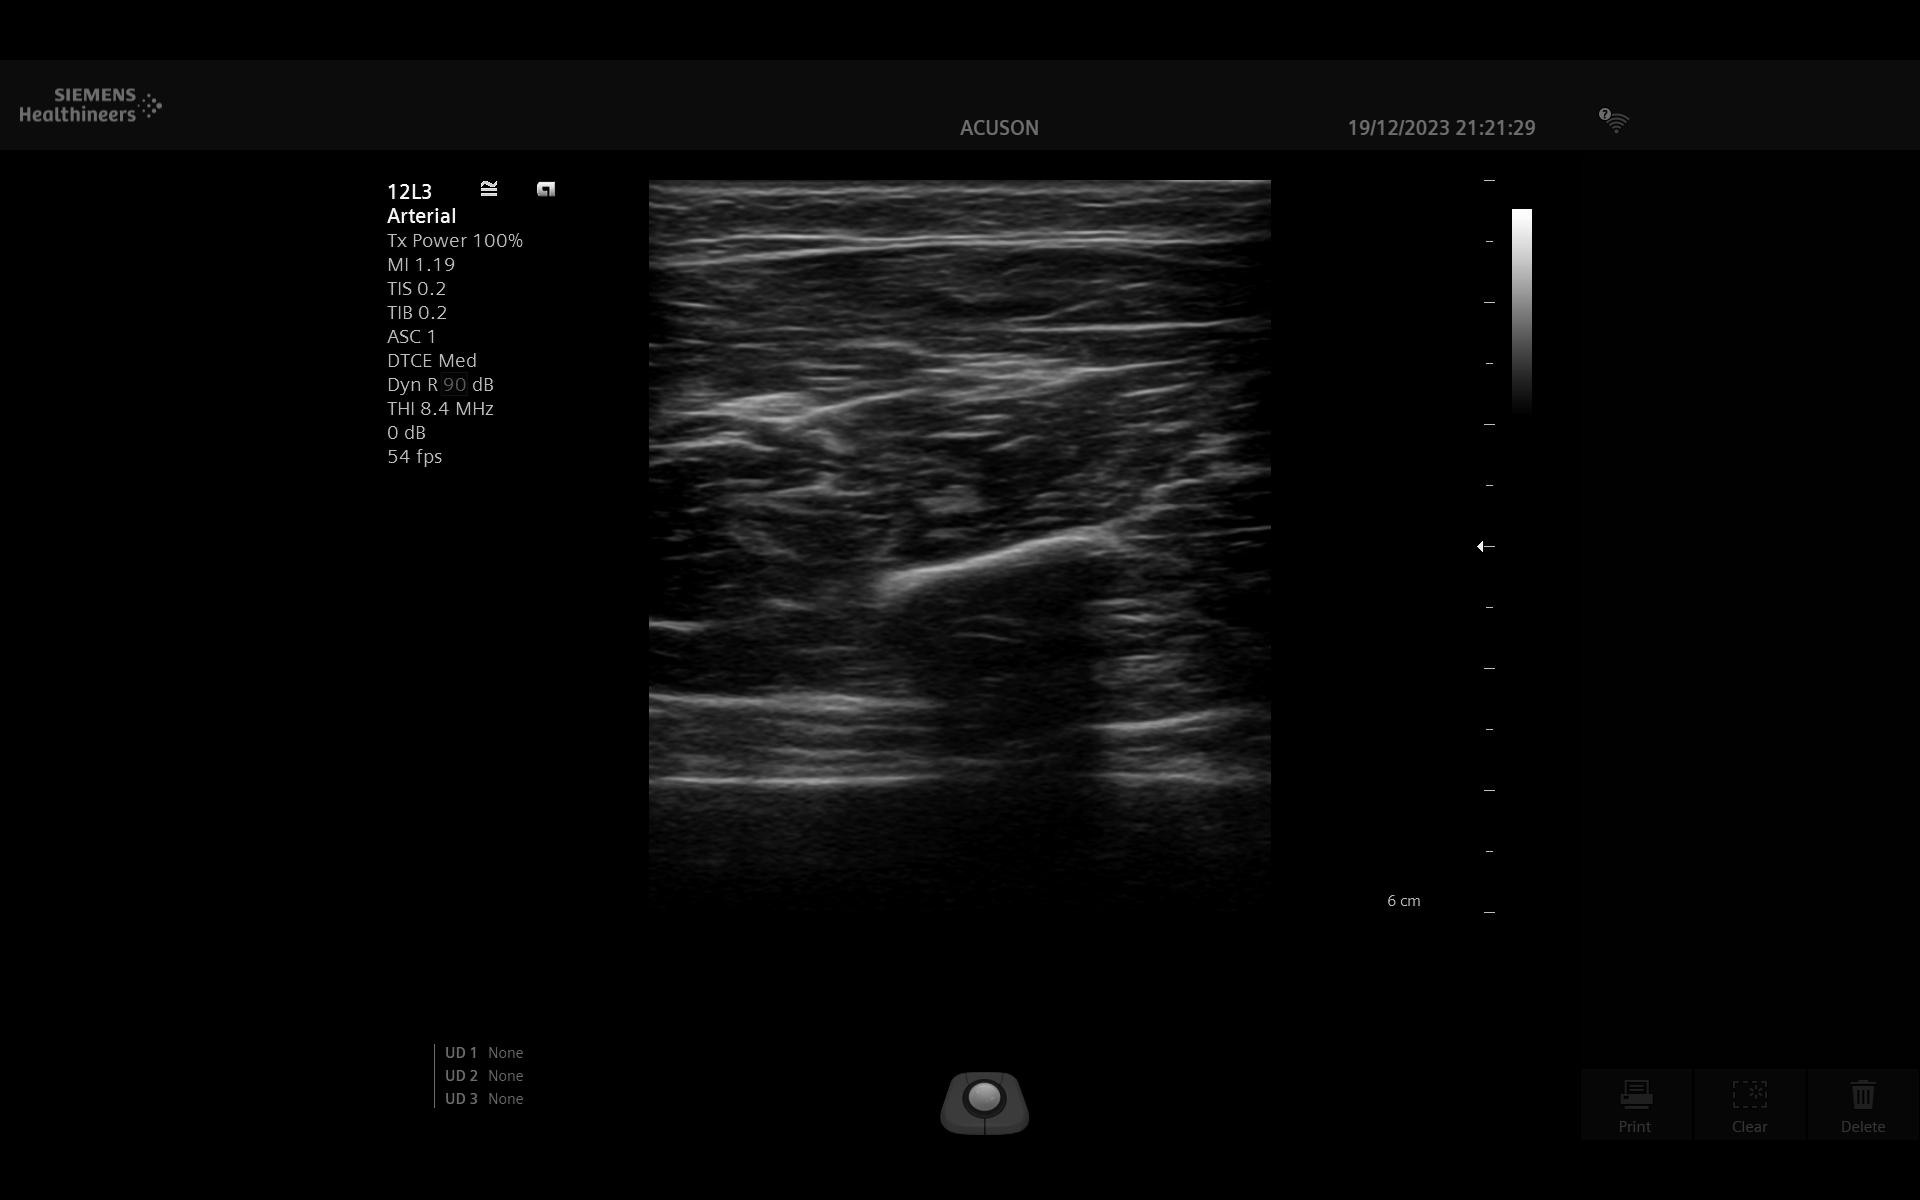 SIEMENS
Healthineers
ACUSON
19/12/2023 21:21:29
12L3
Arterial
Tx Power 100%
MI 1.19
TIS 0.2
TIB 0.2
ASC 1
DTCE Med
Dyn R 90 dB
THI 8.4 MHz
0 dB
54 fps
6 cm
UD 1 None
UD 2 None
UD 3 None
Print
Clear
Delete